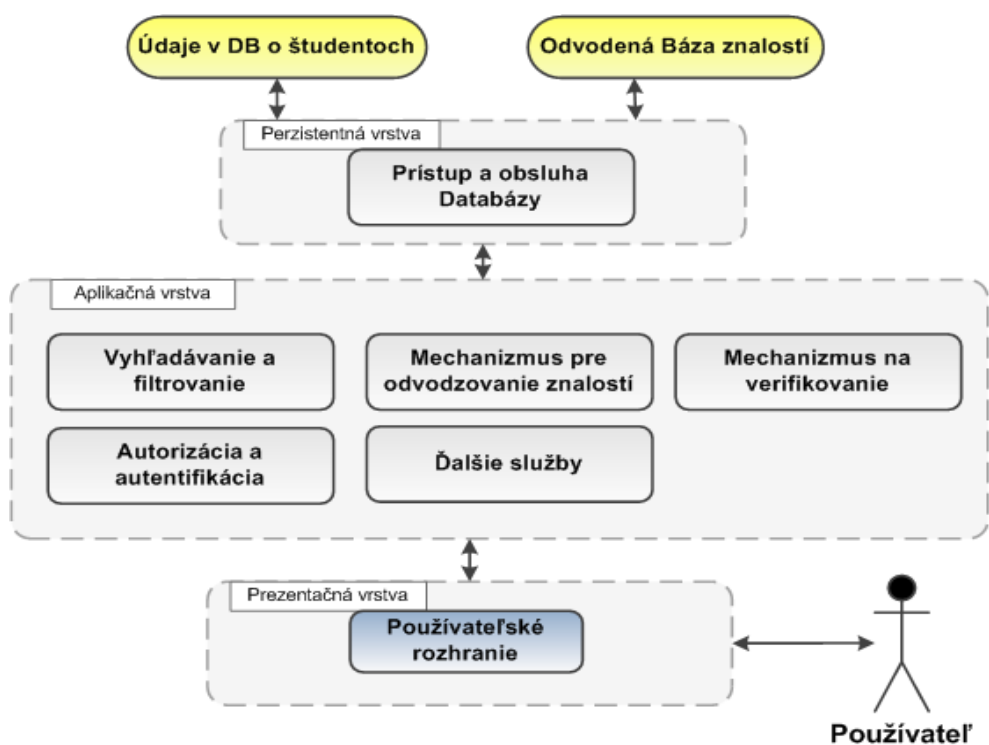 Údaje v DB o študentoch
Odvodená Báza znalostí
Perzistentná vrstva
Prístup a obsluha
Databázy
Aplikačná vrstva
Vyhľadávanie a
filtrovanie
Mechanizmus pre
odvodzovanie znalostí
Mechanizmus na
verifikovanie
Autorizácia a
autentifikácia
Ďalšie služby
Prezentačná vrstva
Používateľské
rozhranie
Používateľ